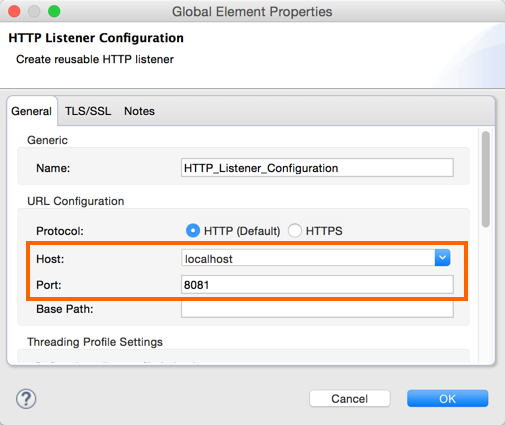 Global Element Properties
HTTP Listener Configuration
Create reusable HTTP listener
General TLS/SSL Notes
Generic
Name: HTTP_Listener_Configuration
URL Configuration
Protocol: HTTP (Default) HTTPS
Host: localhost
Port: 8081
Base Path:
Threading Profile Settings
? Cancel OK